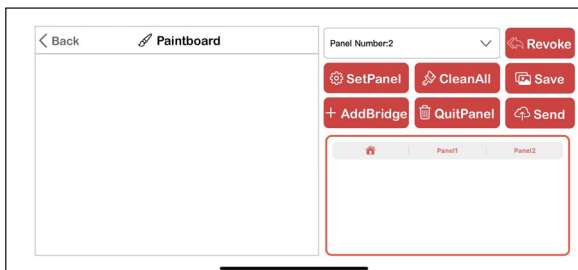 Back
Paintboard
Panel Number:2
Revoke
SetPanel
CleanAll
Save
+ AddBridge
QuitPanel
Send
Panel1
Panel2